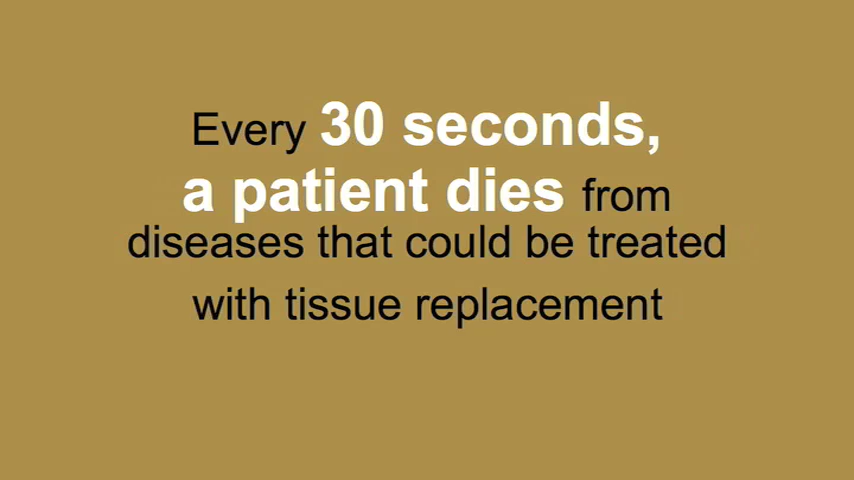 Every 30 seconds,
a patient dies from
diseases that could be treated
with tissue replacement